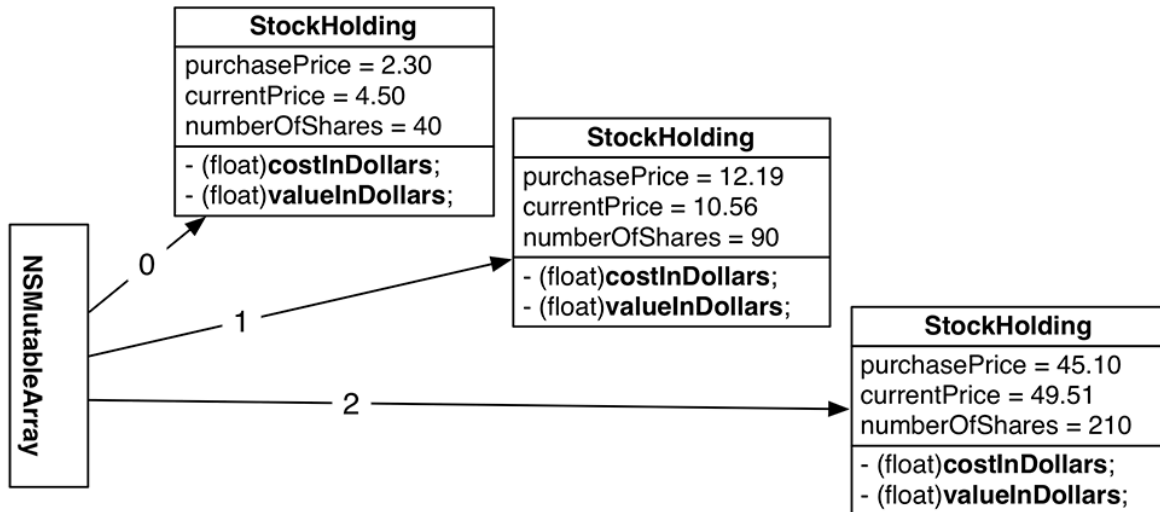 StockHolding
purchasePrice = 2.30
currentPrice = 4.50
numberOfShares = 40
- (float)costInDollars;
- (float)valueInDollars;
StockHolding
purchasePrice = 12.19
currentPrice = 10.56
numberOfShares = 90
- (float)costInDollars;
- (float)valueInDollars;
NSMutableArray
0
1
2
StockHolding
purchasePrice = 45.10
currentPrice = 49.51
numberOfShares = 210
- (float)costInDollars;
- (float)valueInDollars;